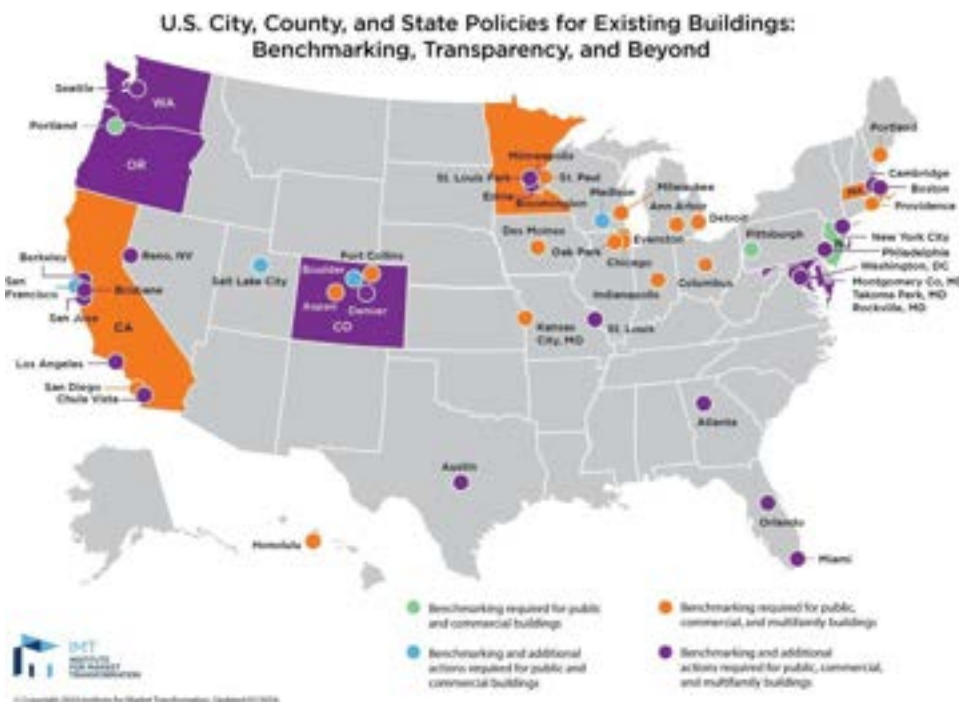 U.S. City, County, and State Policies for Existing Buildings:
Benchmarking, Transparency, and Beyond
Seattle
WA
Portland
OR
Berkeley
San
Francisco
Brisbane
San Jose
Reno, NV
CA
Los Angeles
San Diego
Chula Vista
Salt Lake City
Fort Collins
Boulder
Aspen
Denver
CO
Minneapolis
St. Louis Park
St. Paul
Edina
Bloomington
Madison
Milwaukee
Ann Arbor
Detroit
Des Moines
Oak Park
Evanston
Chicago
Indianapolis
Columbus
Pittsburgh
Kansas
City, MO
St. Louis
Portland
Cambridge
MA
Boston
Providence
New York City
Philadelphia
Washington, DC
Montgomery Co, M
Takoma Park, MD
Rockville, MD
Atlanta
Austin
Orlando
Miami
Honolulu
Benchmarking required for public
and commercial buildings
Benchmarking required for public,
commercial, and multifamily buildings
Benchmarking and additional
actions required for public and
commercial buildings
Benchmarking and additional
actions required for public, commercial,
and multifamily buildings
IMT
INSTITUTE
FOR MARKET
TRANSFORMATION